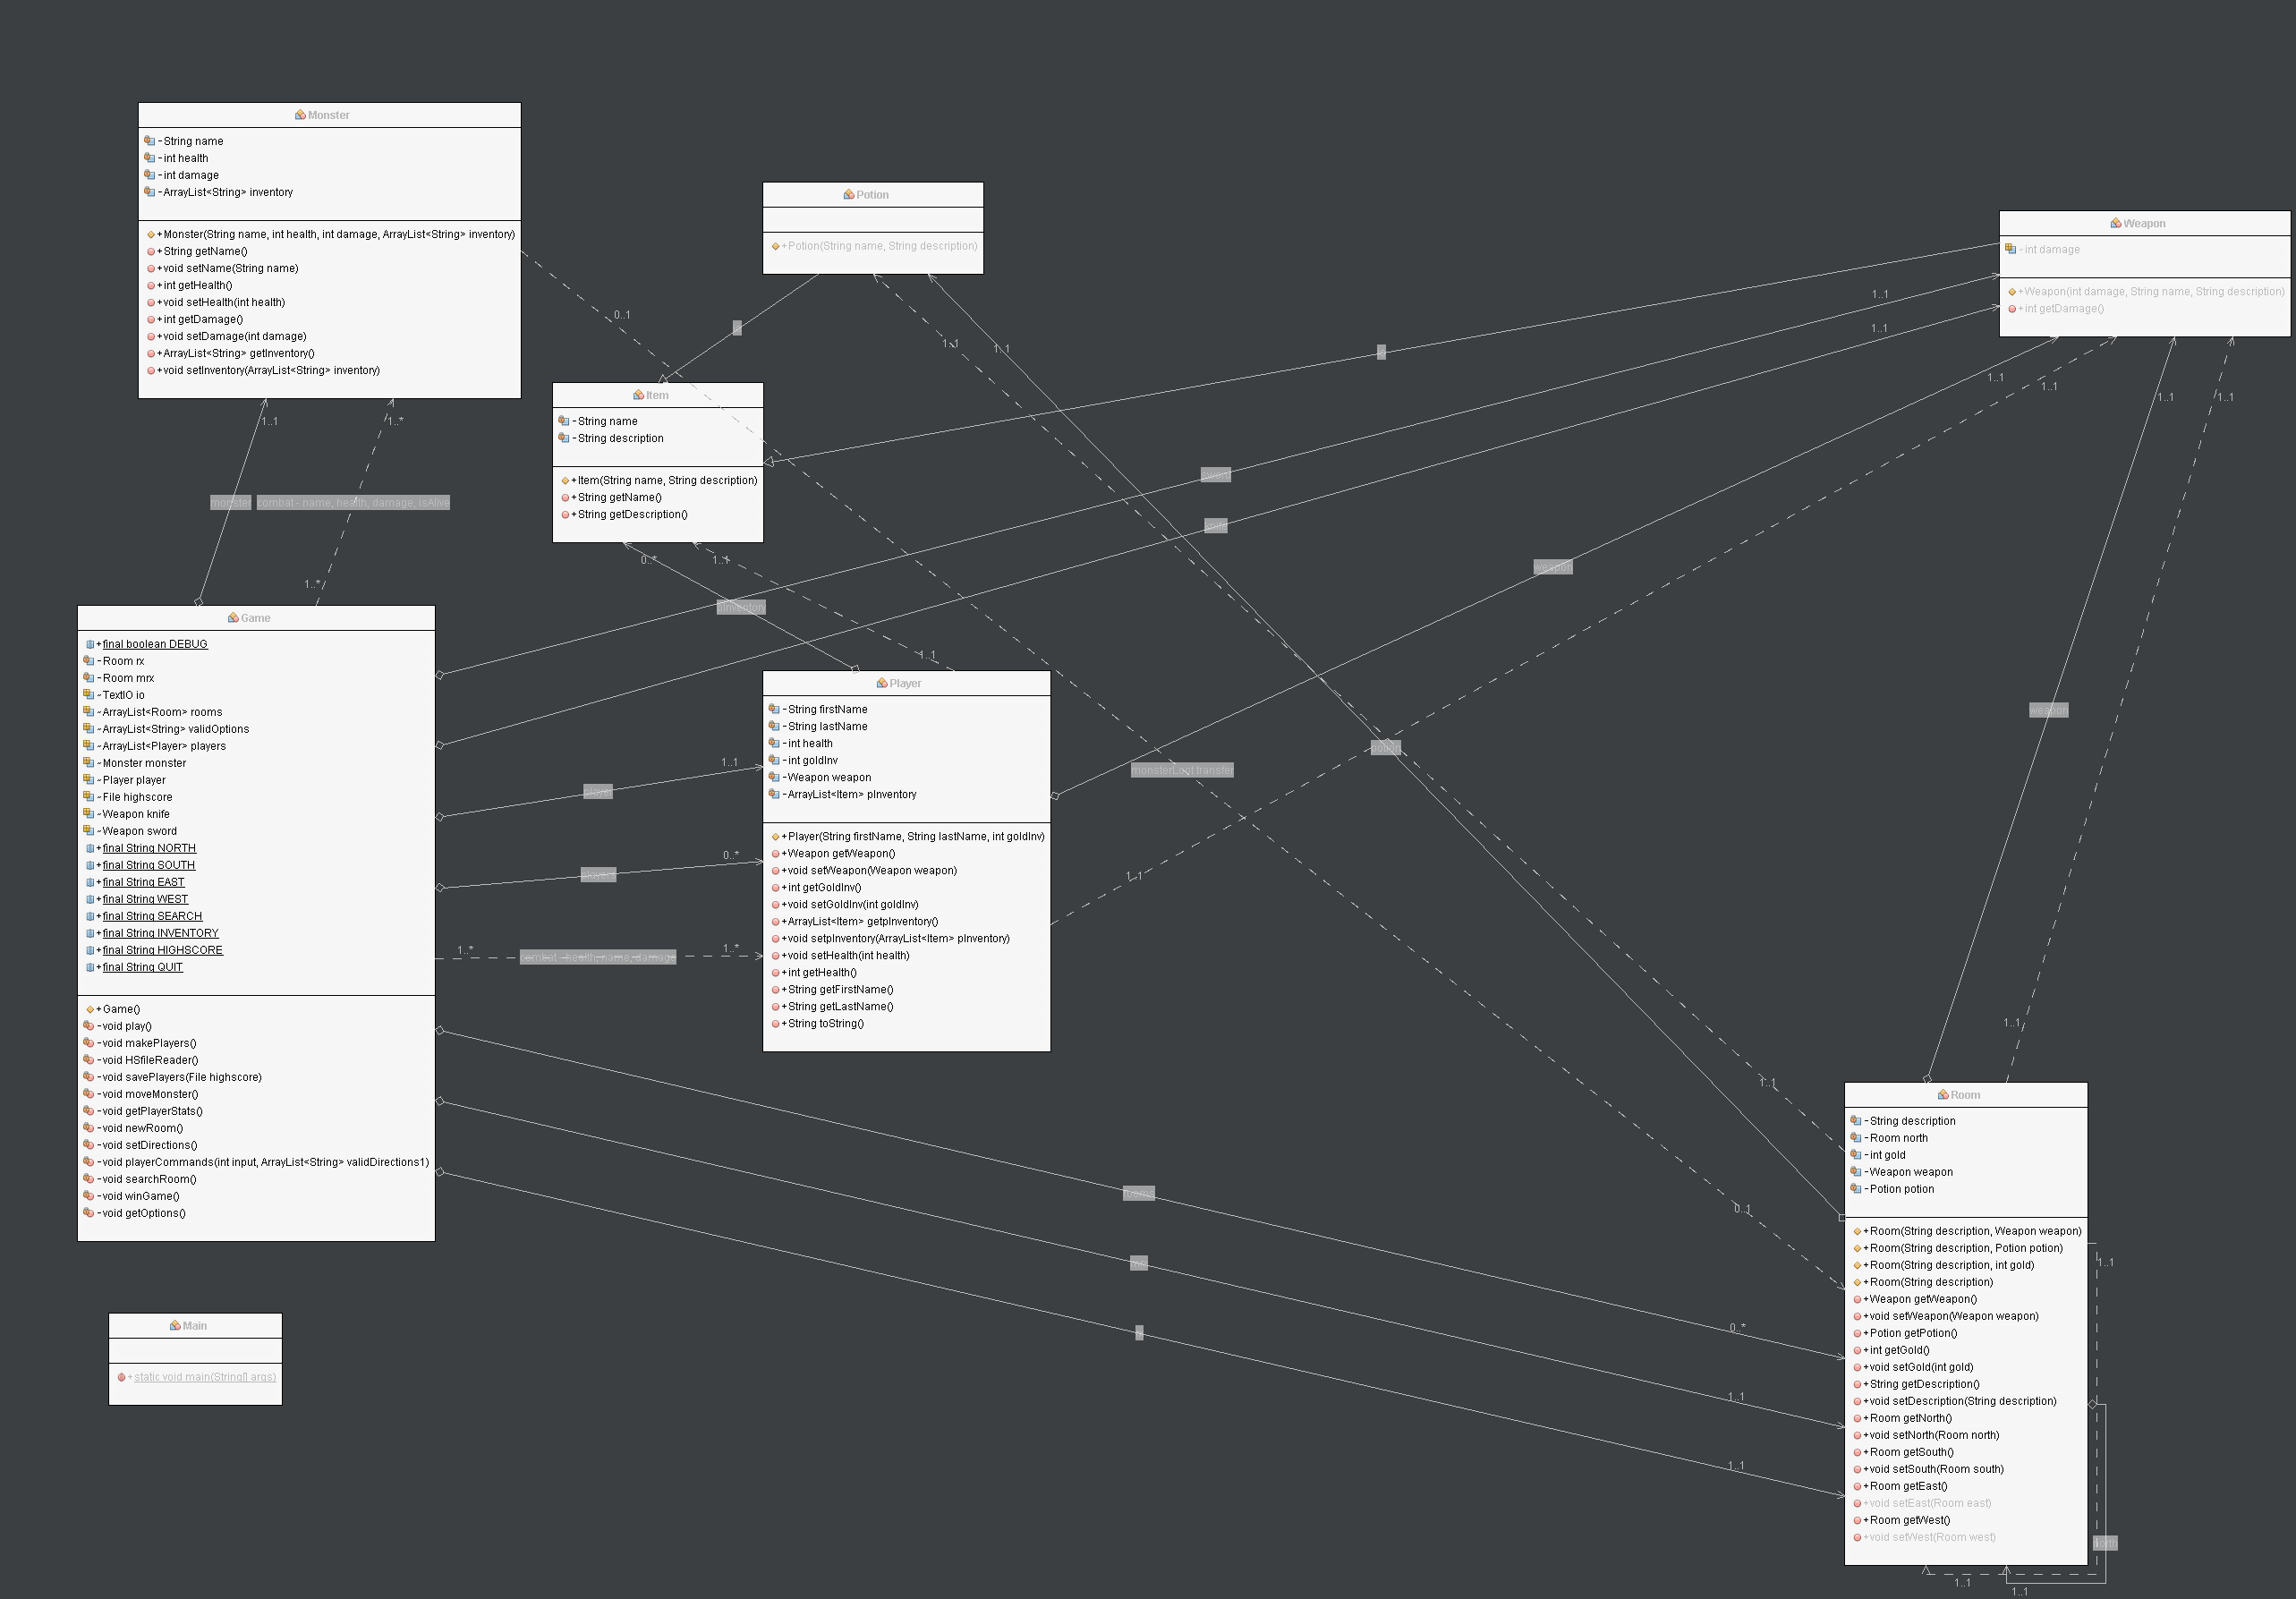 Monster
-String name
-int health
-int damage
-ArrayList<String> inventory
+Monster(String name, int health, int damage, ArrayList<String> inventory)
+String getName()
+void setName(String name)
+int getHealth()
+void setHealth(int health)
+int getDamage()
+void setDamage(int damage)
+ArrayList<String> getInventory()
+void setInventory(ArrayList<String> inventory)
Potion
+Potion(String name, String description)
Weapon
~int damage
+Weapon(int damage, String name, String description)
+int getDamage()
0..1
1..1
1..1
1..1
1..1
1..1
1..1
1..1
1..1
Item
-String name
-String description
+Item(String name, String description)
+String getName()
+String getDescription()
1..1
1..*
monster
combat - name, health, damage, isAlive
1..*
sword
knife
weapon
0..*
1..1
pInventory
1..1
Game
+final boolean DEBUG
-Room rx
-Room mrx
~TextIO io
~ArrayList<Room> rooms
~ArrayList<String> validOptions
~ArrayList<Player> players
~Monster monster
~Player player
~File highscore
~Weapon knife
~Weapon sword
+final String NORTH
+final String SOUTH
+final String EAST
+final String WEST
+final String SEARCH
+final String INVENTORY
+final String HIGHSCORE
+final String QUIT
+Game()
-void play()
-void makePlayers()
-void HSfileReader()
-void savePlayers(File highscore)
-void moveMonster()
-void getPlayerStats()
-void newRoom()
-void setDirections()
-void playerCommands(int input, ArrayList<String> validDirections1)
-void searchRoom()
-void winGame()
-void getOptions()
player
1..1
players
0..*
1..*
combat - health, name, damage
1..*
Player
-String firstName
-String lastName
-int health
-int goldInv
-Weapon weapon
-ArrayList<Item> pInventory
+Player(String firstName, String lastName, int goldInv)
+Weapon getWeapon()
+void setWeapon(Weapon weapon)
+int getGoldInv()
+void setGoldInv(int goldInv)
+ArrayList<Item> getpInventory()
+void setpInventory(ArrayList<Item> pInventory)
+void setHealth(int health)
+int getHealth()
+String getFirstName()
+String getLastName()
+String toString()
weapon
potion
monsterLoot transfer
1..1
1..1
1..1
Room
-String description
-Room north
-int gold
-Weapon weapon
-Potion potion
+Room(String description, Weapon weapon)
+Room(String description, Potion potion)
+Room(String description, int gold)
+Room(String description)
+Weapon getWeapon()
+void setWeapon(Weapon weapon)
+Potion getPotion()
+int getGold()
+void setGold(int gold)
+String getDescription()
+void setDescription(String description)
+Room getNorth()
+void setNorth(Room north)
+Room getSouth()
+void setSouth(Room south)
+Room getEast()
+void setEast(Room east)
+Room getWest()
+void setWest(Room west)
rooms
0..1
0..*
1..1
1..1
1..1
north
1..1
1..1
Main
+static void main(String[] args)